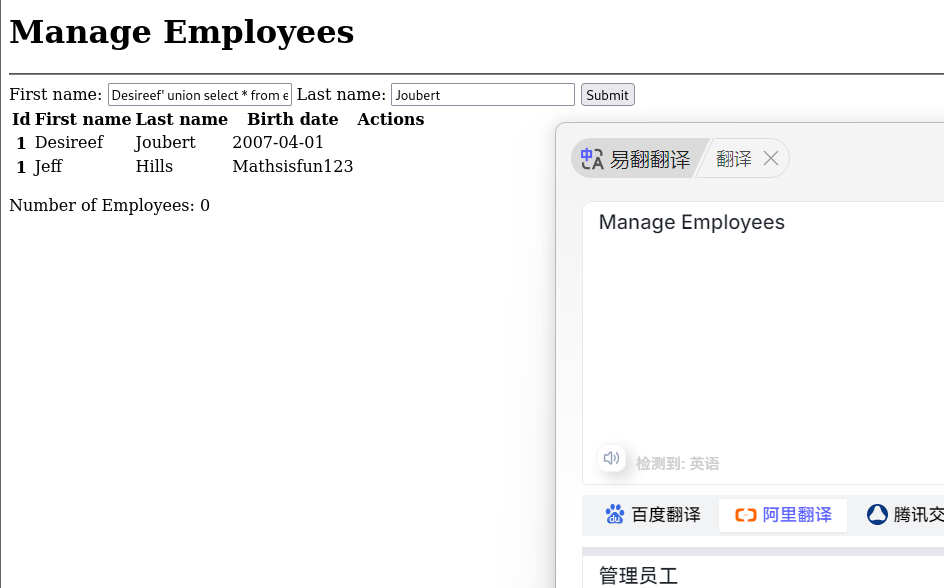 Manage Employees
First name: Desireef' union select * from e Last name: Joubert Submit
Id First name Last name Birth date Actions
1 Desireef Joubert 2007-04-01
1 Jeff Hills Mathsisfun123
Number of Employees: 0
中A 易翻翻译 翻译
Manage Employees
检测到: 英语
du 百度翻译 阿里翻译 腾讯交
管理员工